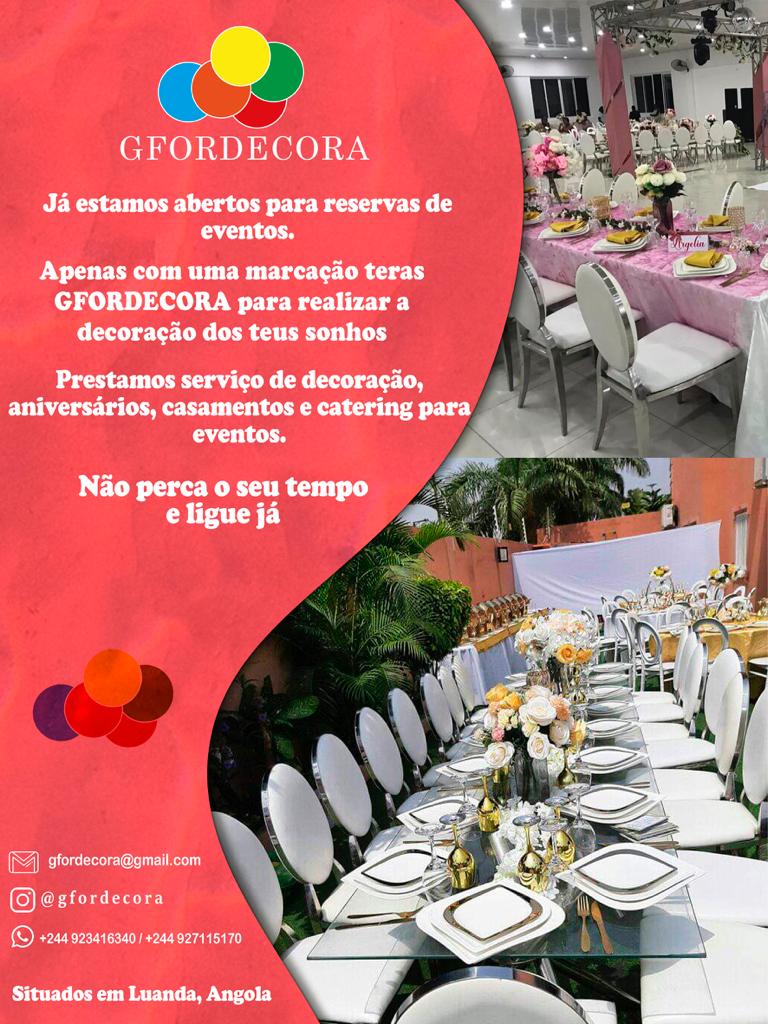 GFORDECORA
Já estamos abertos para reservas de
eventos.
Apenas com uma marcação teras
GFORDECORA para realizar a
decoração dos teus sonhos
Prestamos serviço de decoração,
aniversários, casamentos e catering para
eventos.
Não perca o seu tempo
e ligue já
Argelia
gfordecora@gmail.com
@gfordecora
+244 923416340 / +244 927115170
Situados em Luanda, Angola